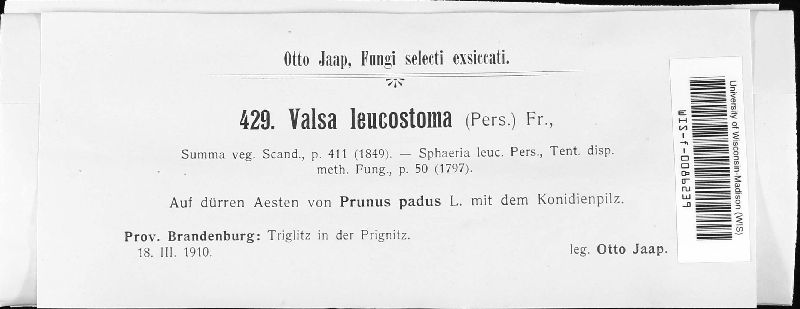 Otto Jaap, Fungi selecti exsiccati.
429. Valsa leucostoma (Pers.) Fr.,
Summa veg. Scand., p. 411 (1849). — Sphaeria leuc. Pers., Tent. disp.
meth. Fung., p. 50 (1797).
Auf dürren Aesten von Prunus padus L. mit dem Konidienpilz.
Prov. Brandenburg: Triglitz in der Prignitz.
18. III. 1910.
leg. Otto Jaap.
University of Wisconsin-Madison (WIS)
WIS-f-0086239